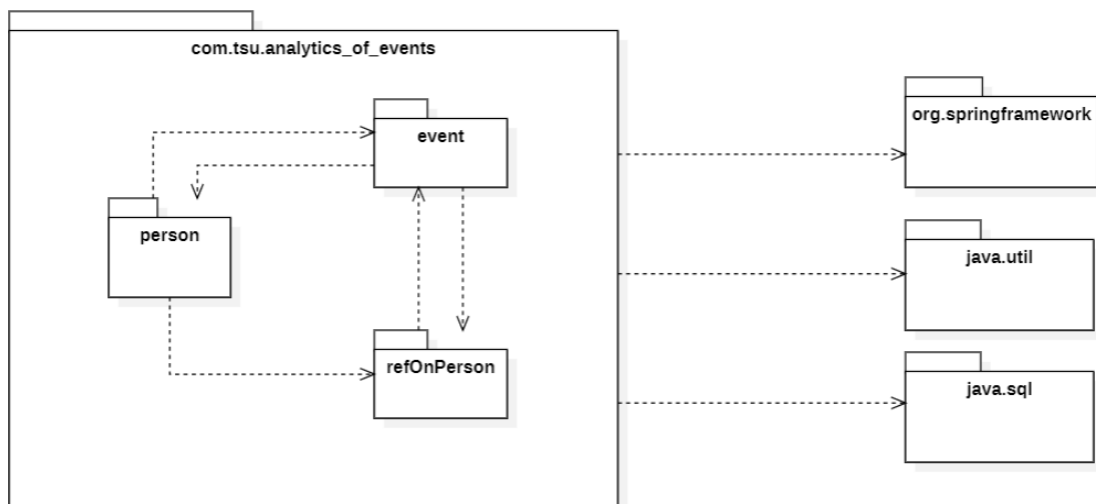 com.tsu.analytics_of_events
event
person
refOnPerson
org.springframework
java.util
java.sql